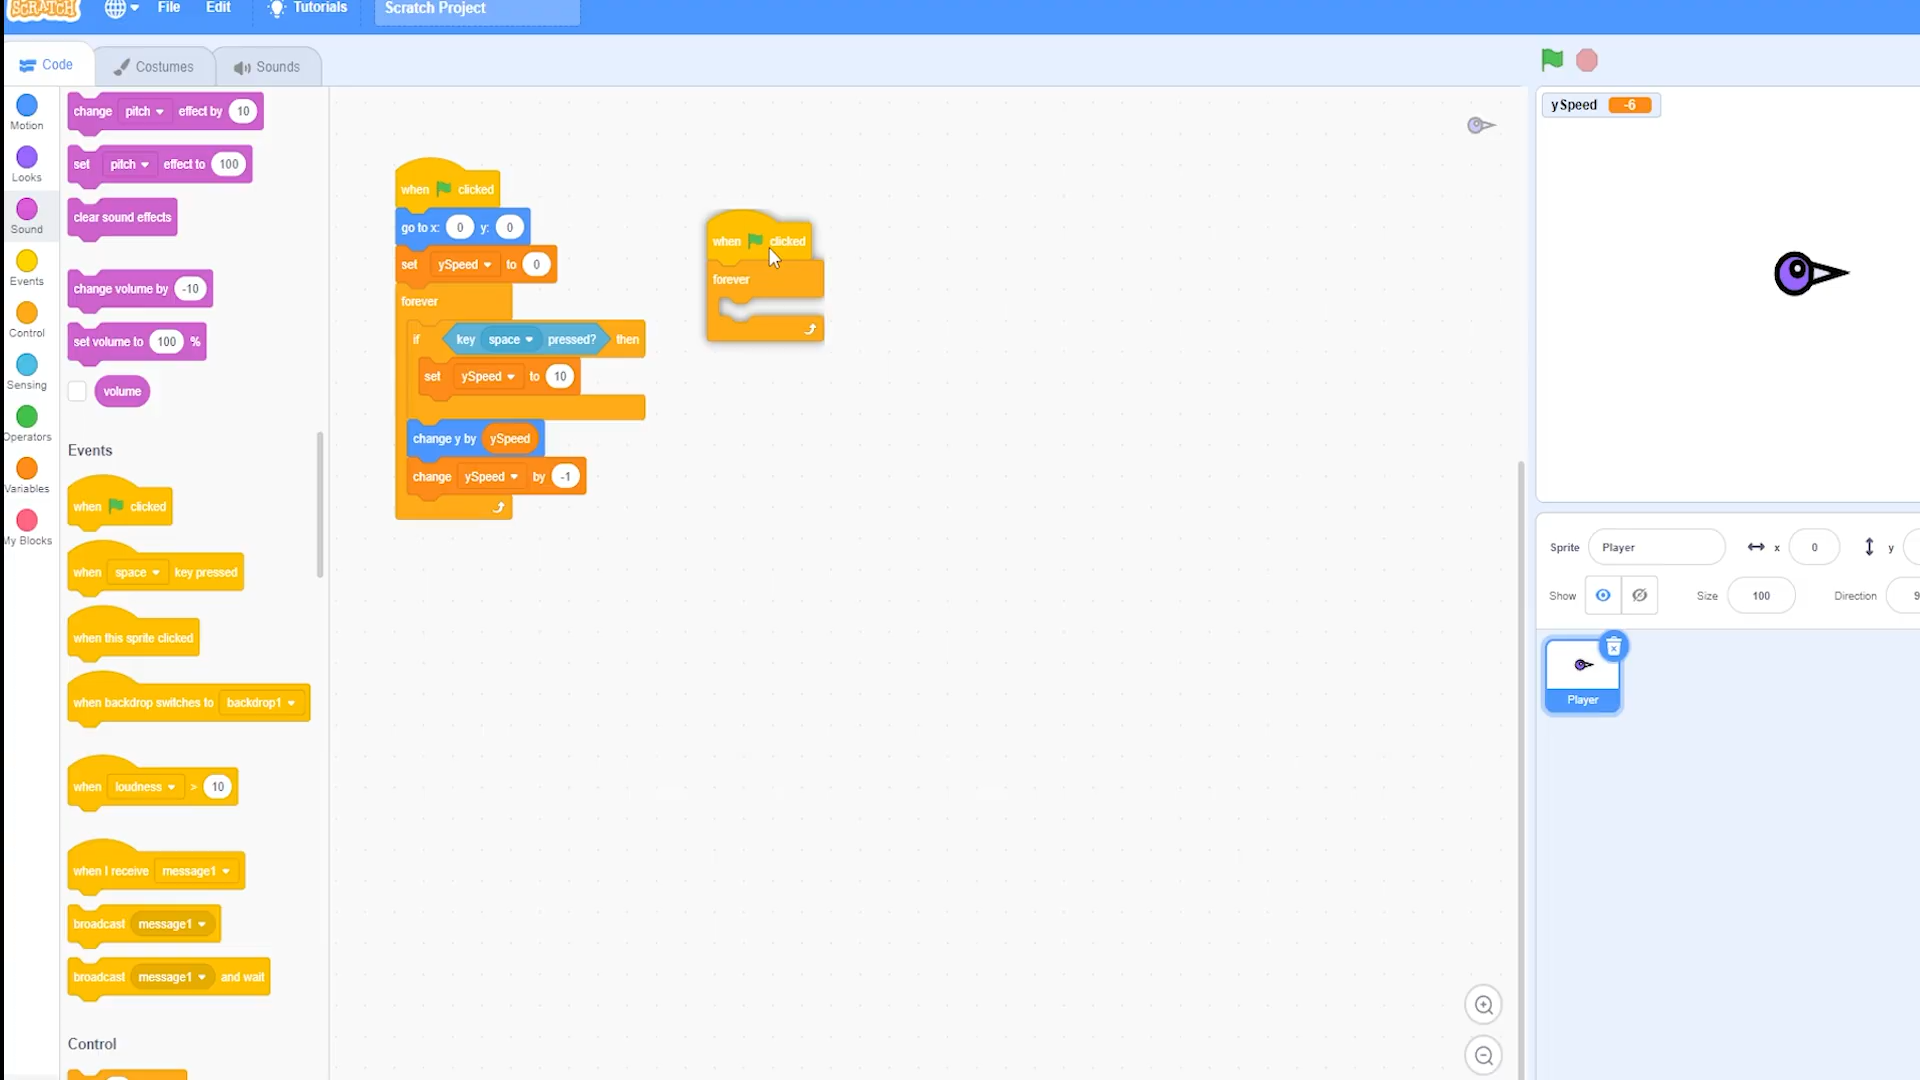 SCRATCH
File
Edit
Tutorials
Scratch Project
Code
Costumes
Sounds
Motion
Looks
Sound
Events
Control
Sensing
Operators
Variables
My Blocks
change pitch effect by 10
set pitch effect to 100
clear sound effects
change volume by -10
set volume to 100 %
volume
Events
when clicked
when space key pressed
when this sprite clicked
when backdrop switches to backdrop1
when loudness > 10
when I receive message1
broadcast message1
broadcast message1 and wait
Control
when clicked
go to x: 0 y: 0
set ySpeed to 0
forever
if key space pressed? then
set ySpeed to 10
change y by ySpeed
change ySpeed by -1
when clicked
forever
ySpeed -6
Sprite Player x 0 y
Show Size 100 Direction 9
Player